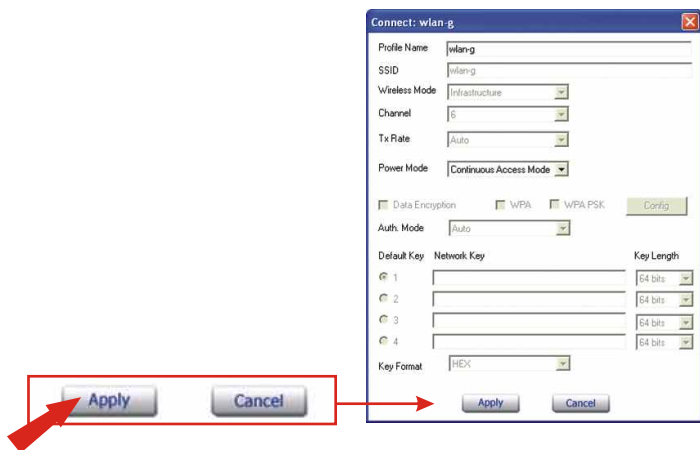 Connect: wlan-g
Profile Name wlan-g
SSID wlan-g
Wireless Mode Infrastructure
Channel 6
Tx Rate Auto
Power Mode Continuous Access Mode
Data Encryption WPA WPA PSK Config
Auth. Mode Auto
Default Key Network Key Key Length
1 64 bits
2 64 bits
3 64 bits
4 64 bits
Key Format HEX
Apply Cancel
Apply Cancel